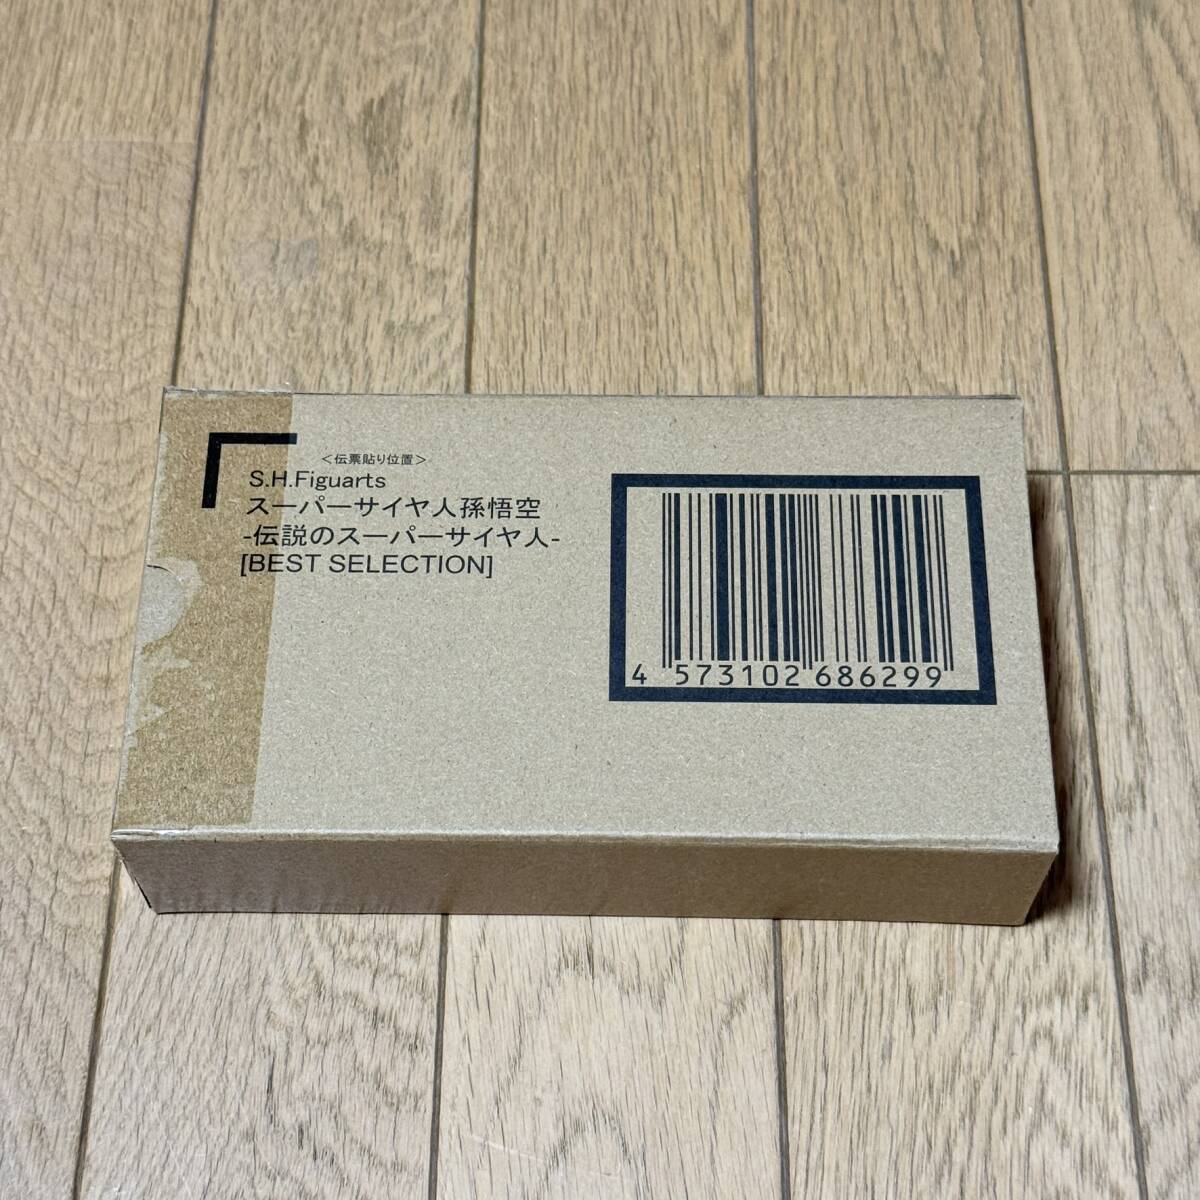 <伝票貼り位置>
S.H.Figuarts
スーパーサイヤ人孫悟空
-伝説のスーパーサイヤ人-
[BEST SELECTION]
4 573102 686299